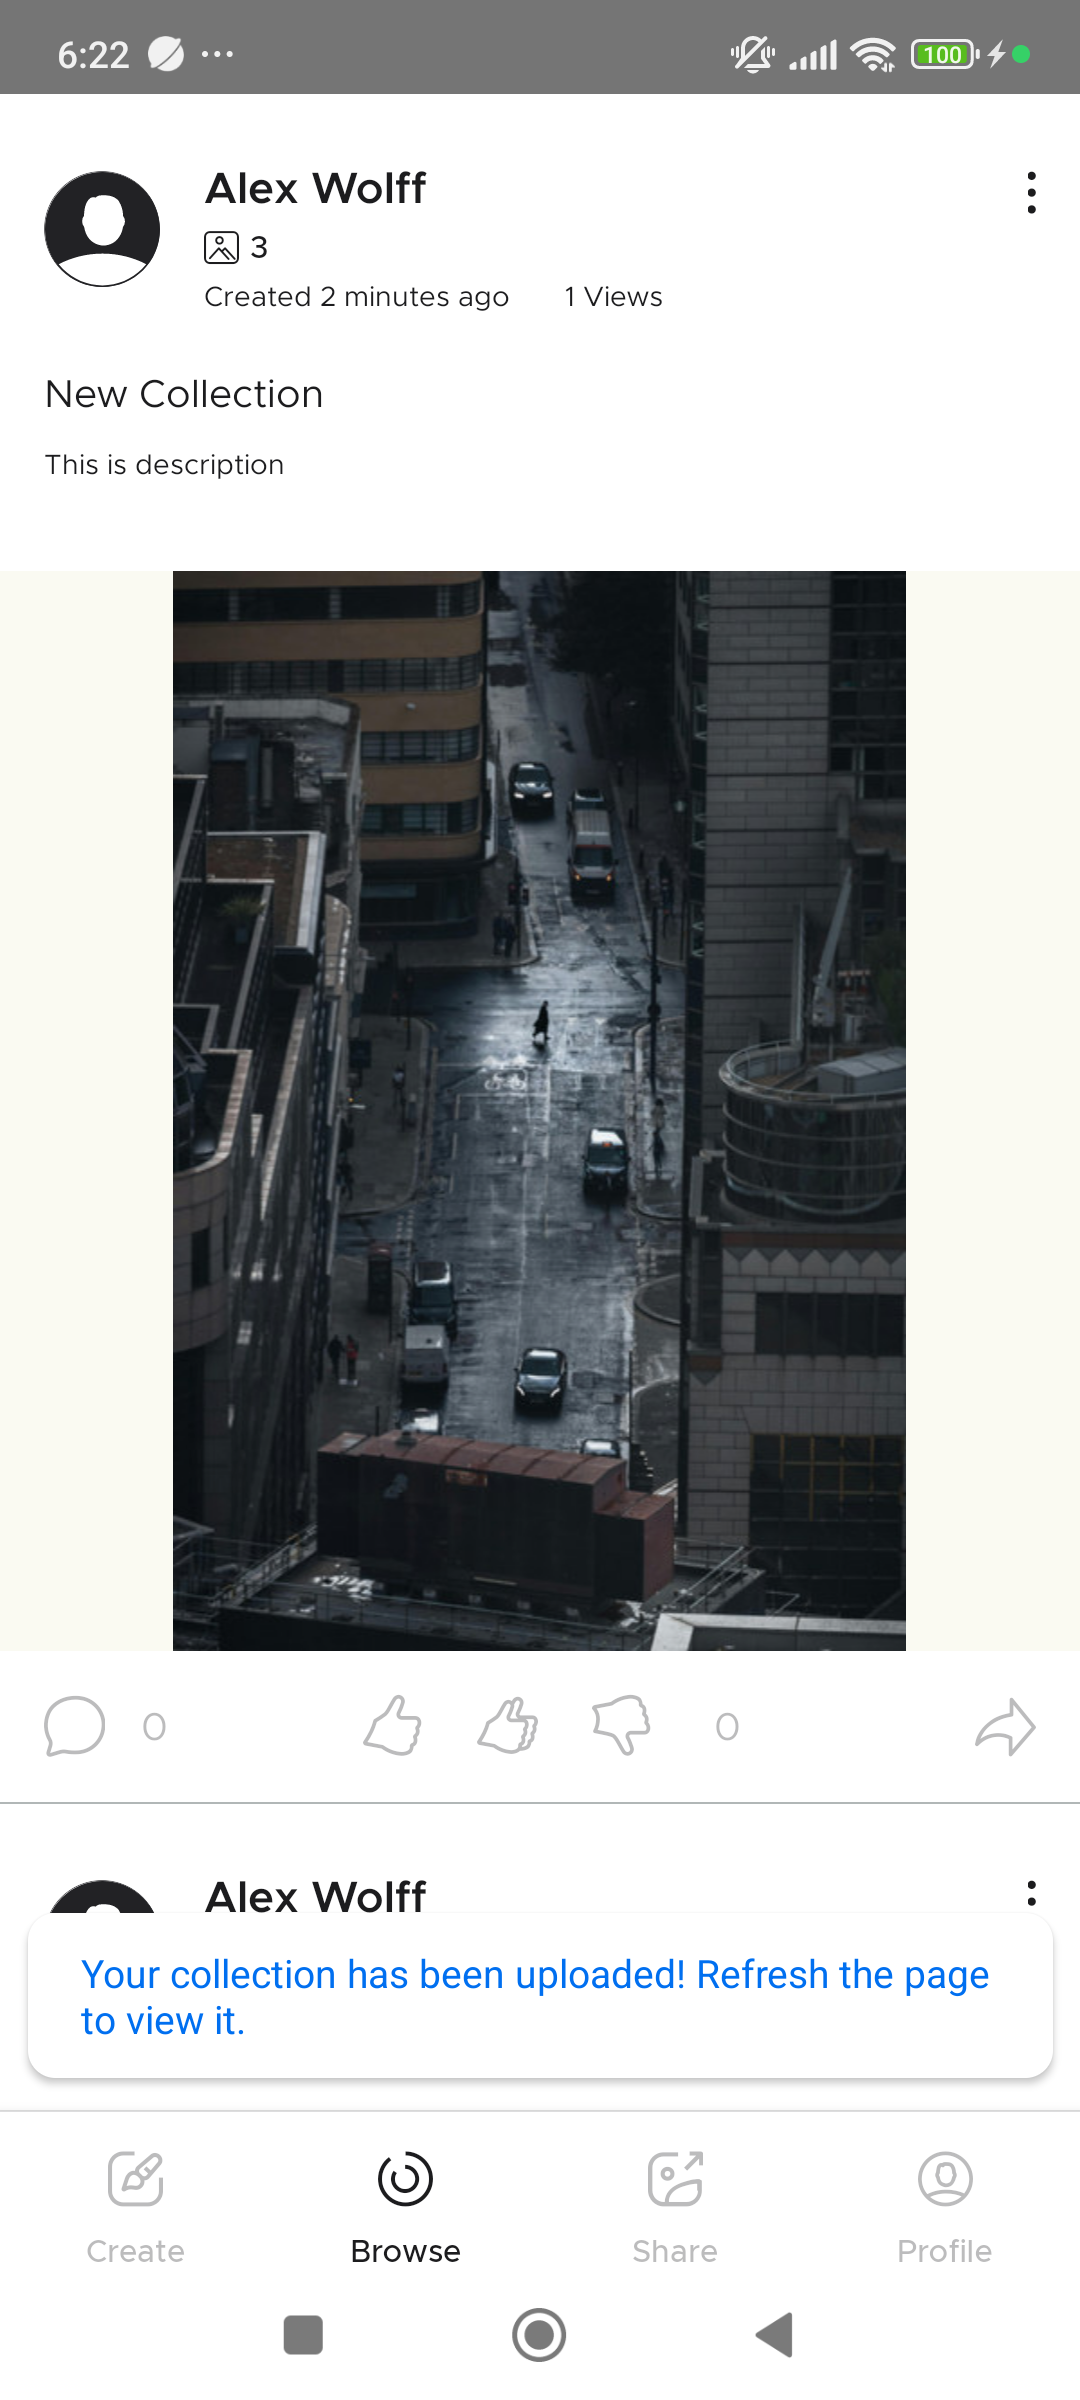 6:22
100
Alex Wolff
3
Created 2 minutes ago 1 Views
New Collection
This is description
0 0
Alex Wolff
Your collection has been uploaded! Refresh the page
to view it.
Create Browse Share Profile